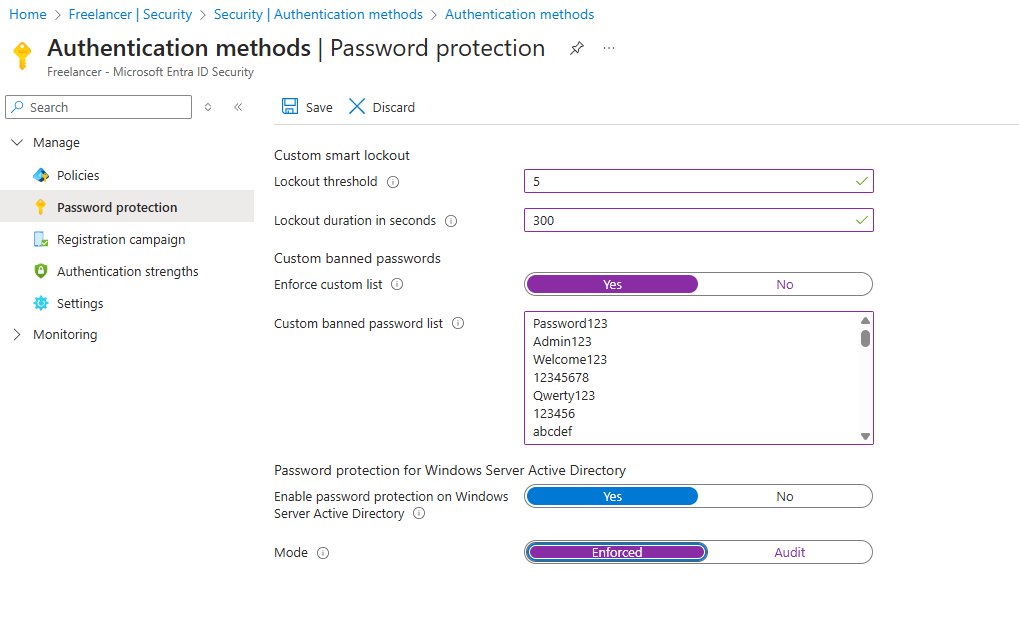 Home > Freelancer | Security > Security | Authentication methods > Authentication methods
Authentication methods | Password protection
Freelancer - Microsoft Entra ID Security
Search
Save
Discard
Manage
Policies
Password protection
Registration campaign
Authentication strengths
Settings
Monitoring
Custom smart lockout
Lockout threshold
5
Lockout duration in seconds
300
Custom banned passwords
Enforce custom list
Yes
No
Custom banned password list
Password123
Admin123
Welcome123
12345678
Qwerty123
123456
abcdef
Password protection for Windows Server Active Directory
Enable password protection on Windows
Server Active Directory
Yes
No
Mode
Enforced
Audit